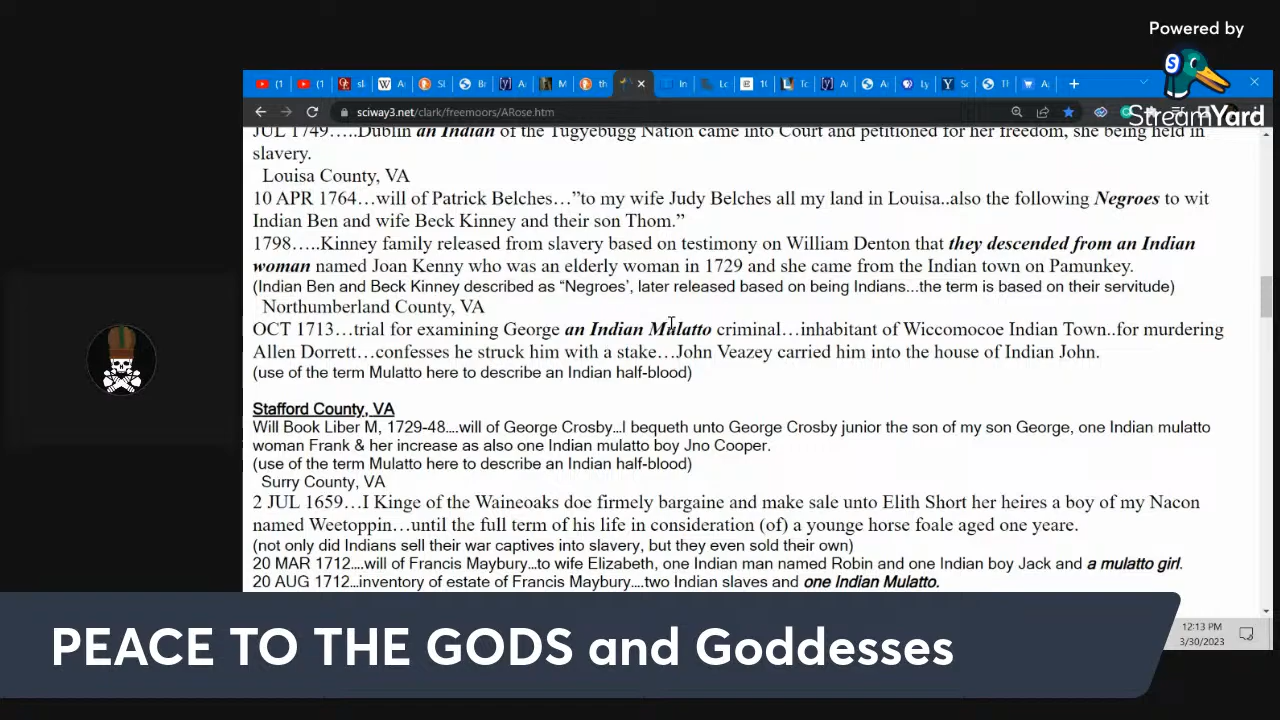 Powered by
StreamYard
sciway3.net/clark/freemoors/ARose.htm
JUL 1749…..Dublin an Indian of the Tugyebugg Nation came into Court and petitioned for her freedom, she being held in
slavery.
Louisa County, VA
10 APR 1764…will of Patrick Belches…”to my wife Judy Belches all my land in Louisa..also the following Negroes to wit
Indian Ben and wife Beck Kinney and their son Thom.”
1798…..Kinney family released from slavery based on testimony on William Denton that they descended from an Indian
woman named Joan Kenny who was an elderly woman in 1729 and she came from the Indian town on Pamunkey.
(Indian Ben and Beck Kinney described as “Negroes’, later released based on being Indians...the term is based on their servitude)
Northumberland County, VA
OCT 1713…trial for examining George an Indian Mulatto criminal…inhabitant of Wiccomocoe Indian Town..for murdering
Allen Dorrett…confesses he struck him with a stake…John Veazey carried him into the house of Indian John.
(use of the term Mulatto here to describe an Indian half-blood)
Stafford County, VA
Will Book Liber M, 1729-48....will of George Crosby...I bequeth unto George Crosby junior the son of my son George, one Indian mulatto
woman Frank & her increase as also one Indian mulatto boy Jno Cooper.
(use of the term Mulatto here to describe an Indian half-blood)
Surry County, VA
2 JUL 1659…I Kinge of the Waineoaks doe firmely bargaine and make sale unto Elith Short her heires a boy of my Nacon
named Weetoppin…until the full term of his life in consideration (of) a younge horse foale aged one yeare.
(not only did Indians sell their war captives into slavery, but they even sold their own)
20 MAR 1712....will of Francis Maybury...to wife Elizabeth, one Indian man named Robin and one Indian boy Jack and a mulatto girl.
20 AUG 1712...inventory of estate of Francis Maybury....two Indian slaves and one Indian Mulatto.
12:13 PM
3/30/2023
PEACE TO THE GODS and Goddesses